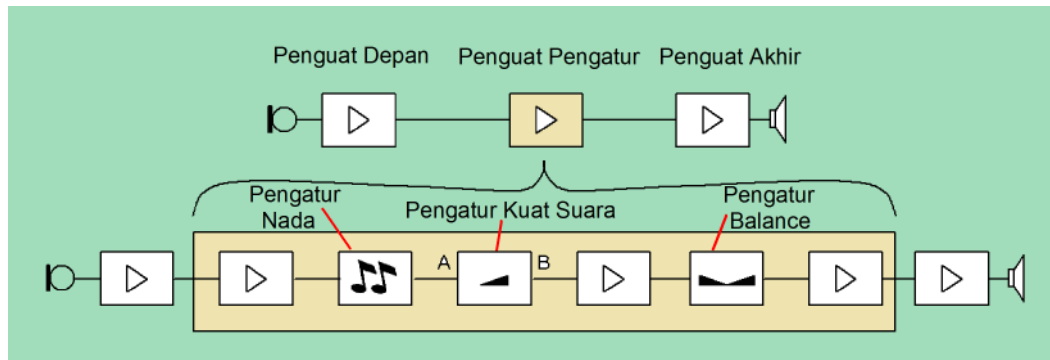 Penguat Depan Penguat Pengatur Penguat Akhir
Pengatur
Nada
Pengatur Kuat Suara
Pengatur
Balance
A B